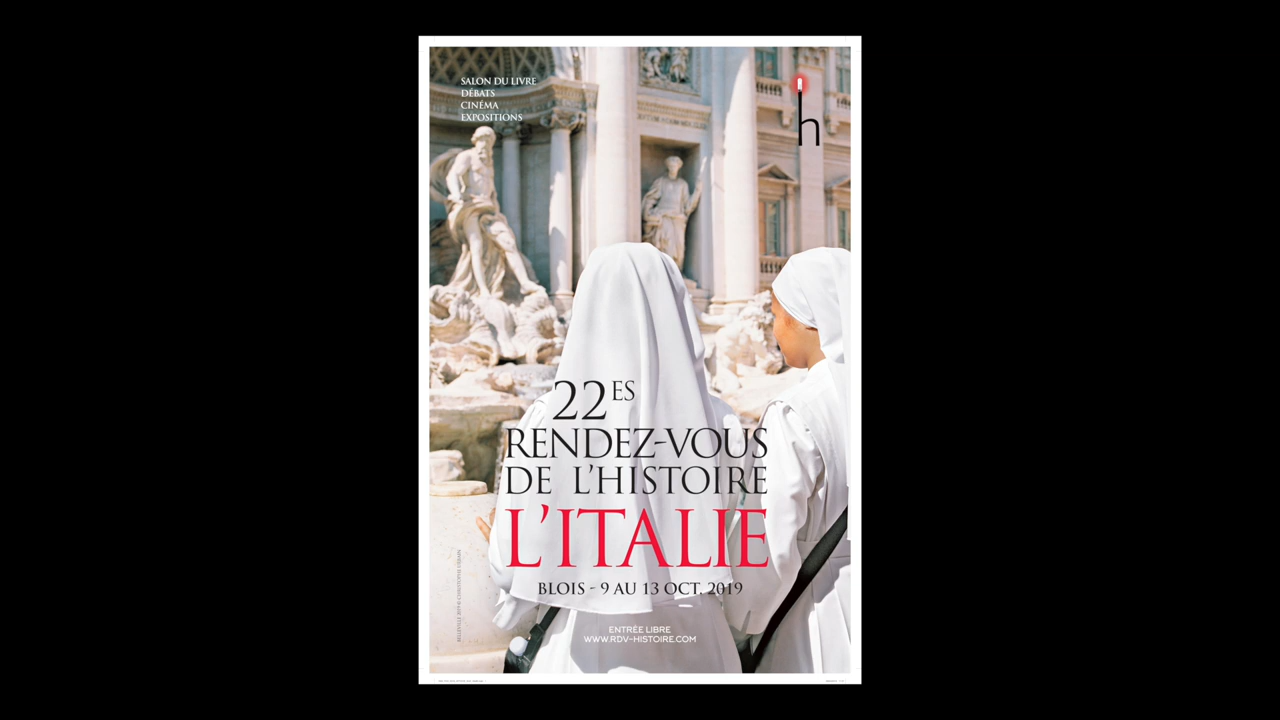 SALON DU LIVRE
DÉBATS
CINÉMA
EXPOSITIONS
h
22ES
RENDEZ-VOUS
DE L'HISTOIRE
L'ITALIE
BLOIS - 9 AU 13 OCT. 2019
ENTRÉE LIBRE
WWW.RDV-HISTOIRE.COM